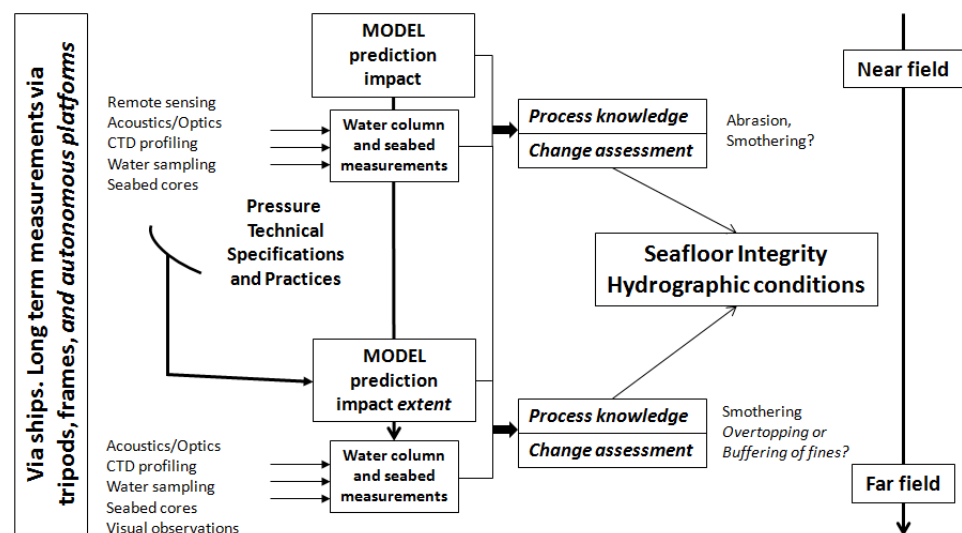 Via ships. Long term measurements via
tripods, frames, and autonomous platforms
MODEL
prediction
impact
Near field
Remote sensing
Acoustics/Optics
CTD profiling
Water sampling
Seabed cores
Water column
and seabed
measurements
Process knowledge
Change assessment
Abrasion,
Smothering?
Pressure
Technical
Specifications
and Practices
Seafloor Integrity
Hydrographic conditions
MODEL
prediction
impact extent
Process knowledge
Change assessment
Smothering
Overtopping or
Buffering of fines?
Acoustics/Optics
CTD profiling
Water sampling
Seabed cores
Visual observations
Water column
and seabed
measurements
Far field